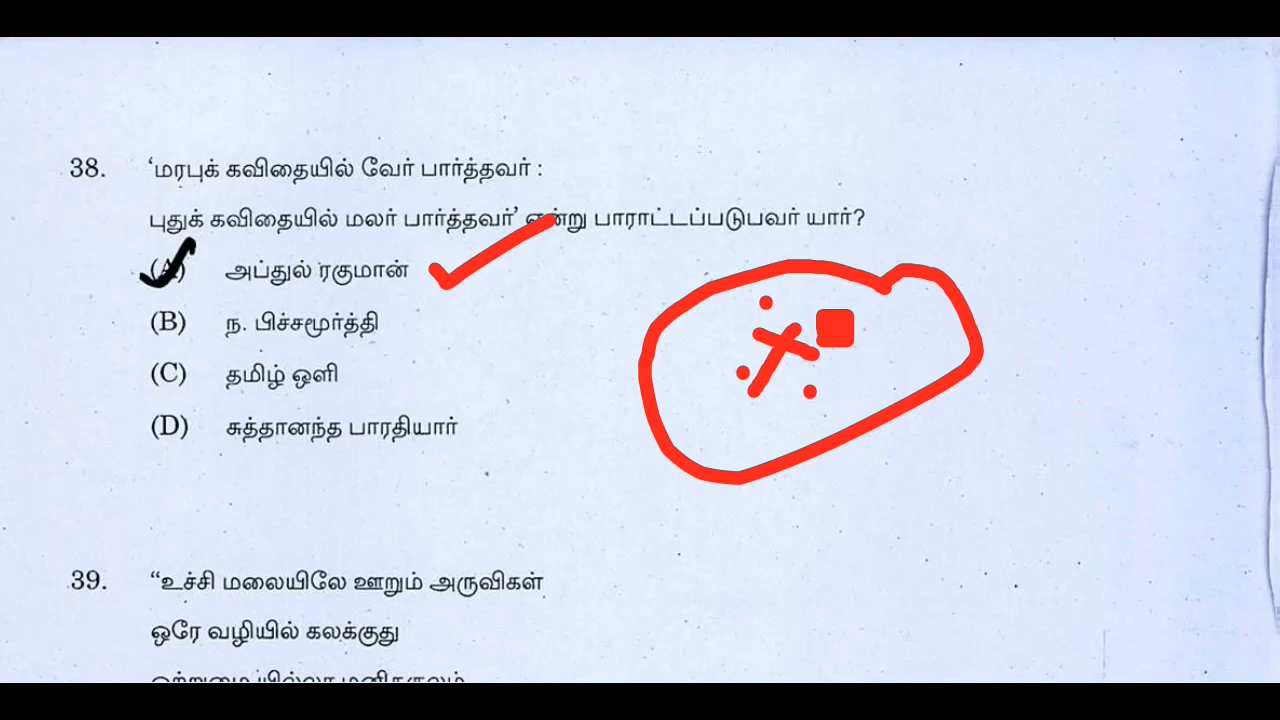 38. ‘மரபுக் கவிதையில் வேர் பார்த்தவர் :
புதுக் கவிதையில் மலர் பார்த்தவர்’ என்று பாராட்டப்படுபவர் யார்?
(A) அப்துல் ரகுமான்
(B) ந. பிச்சமூர்த்தி
(C) தமிழ் ஒளி
(D) சுத்தானந்த பாரதியார்
39. “உச்சி மலையிலே ஊறும் அருவிகள்
ஒரே வழியில் கலக்குது